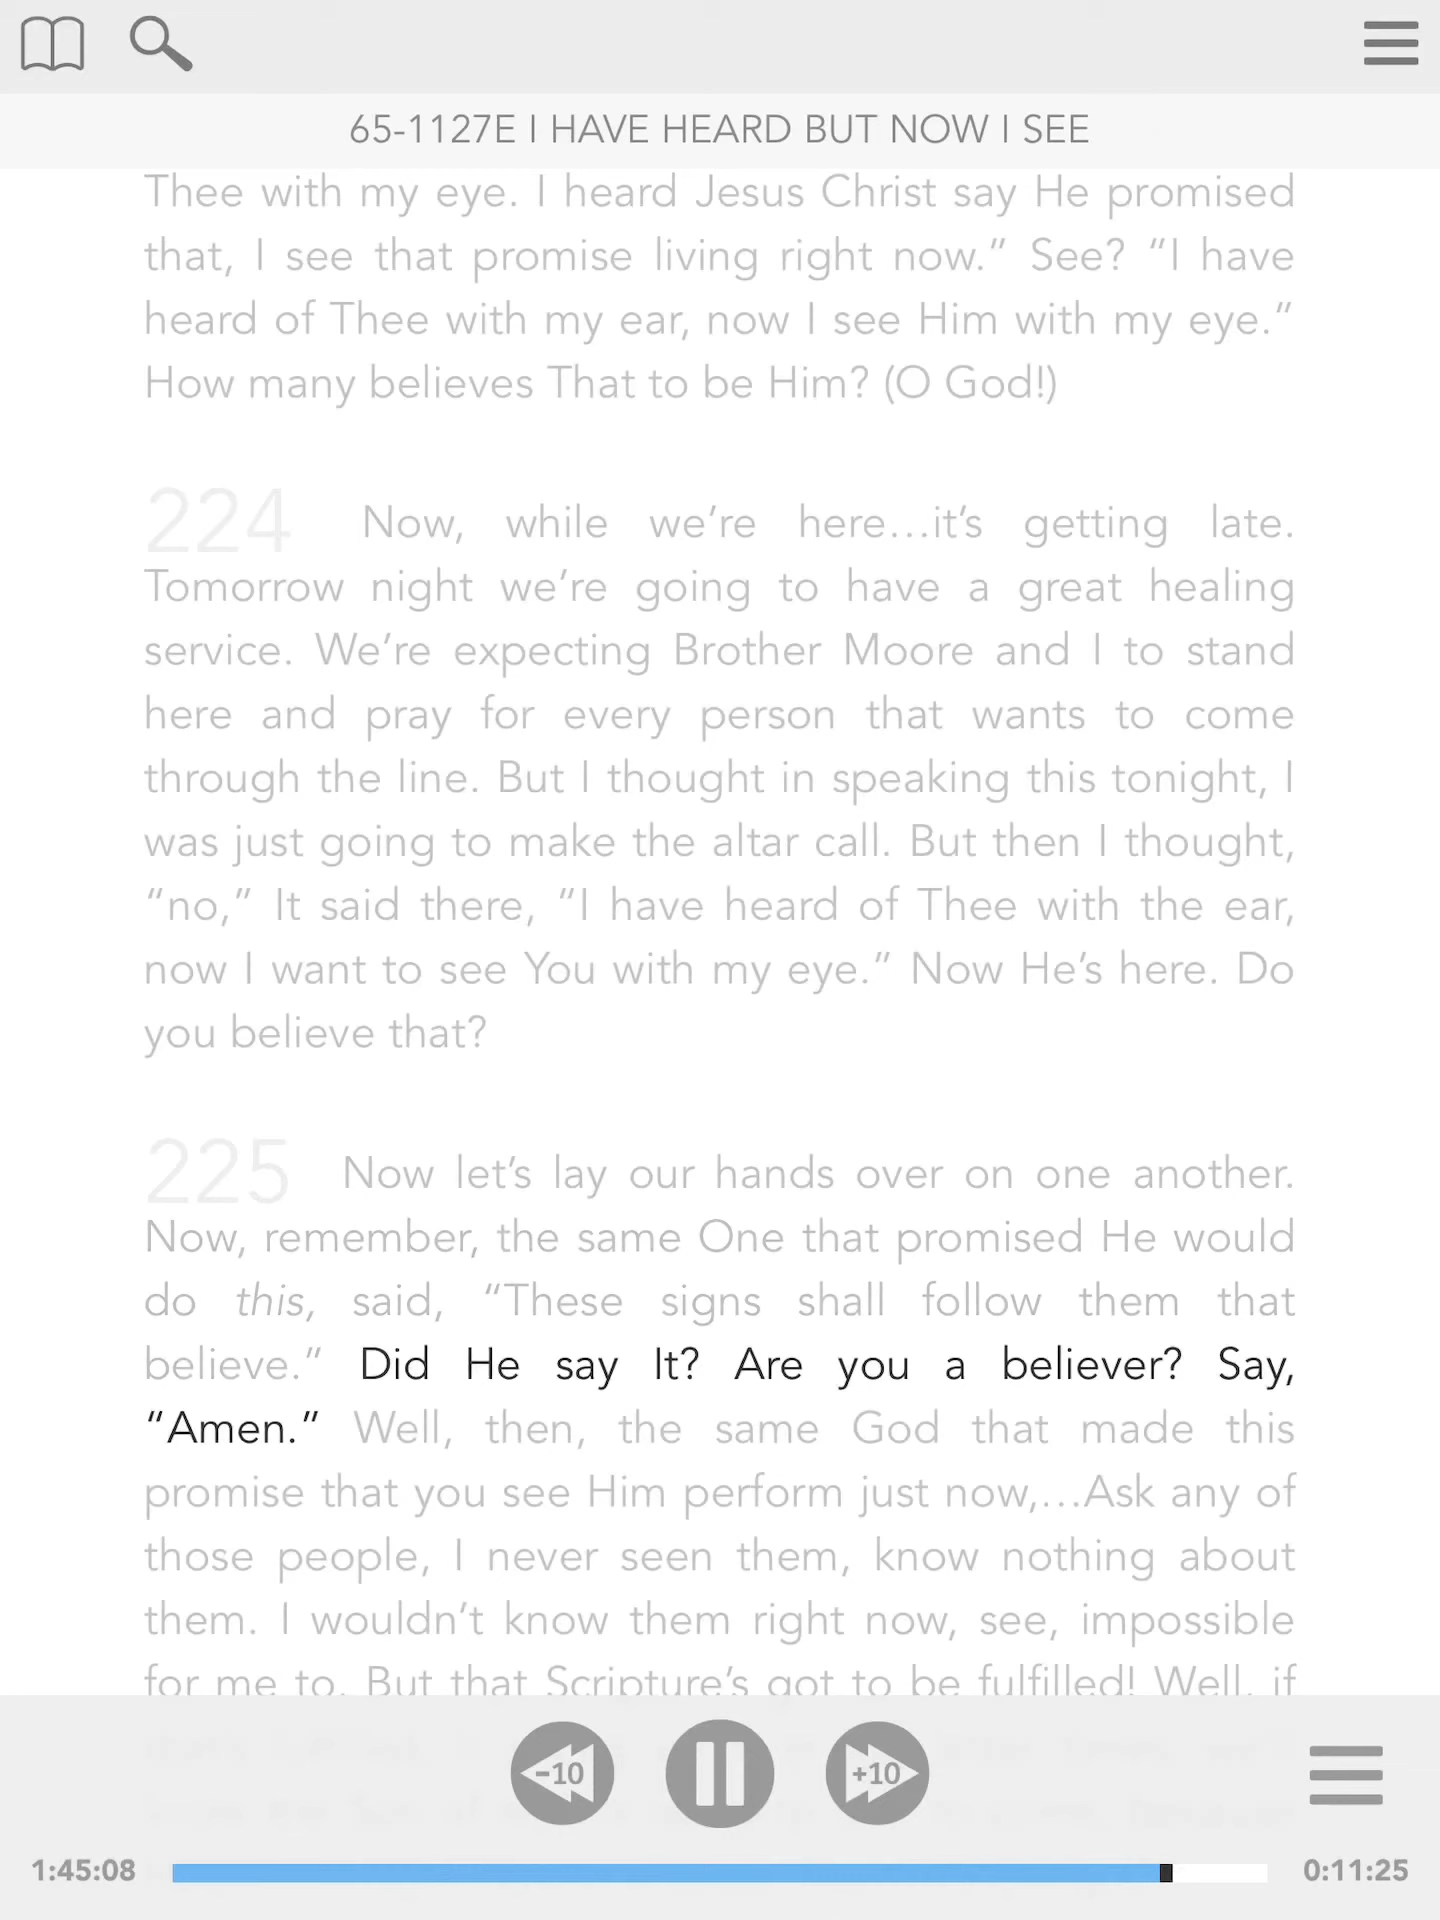 65-1127E I HAVE HEARD BUT NOW I SEE
Thee with my eye. I heard Jesus Christ say He promised
that, I see that promise living right now.” See? “I have
heard of Thee with my ear, now I see Him with my eye.”
How many believes That to be Him? (O God!)
224 Now, while we’re here…it’s getting late.
Tomorrow night we’re going to have a great healing
service. We’re expecting Brother Moore and I to stand
here and pray for every person that wants to come
through the line. But I thought in speaking this tonight, I
was just going to make the altar call. But then I thought,
“no,” It said there, “I have heard of Thee with the ear,
now I want to see You with my eye.” Now He’s here. Do
you believe that?
225 Now let’s lay our hands over on one another.
Now, remember, the same One that promised He would
do this, said, “These signs shall follow them that
believe.” Did He say It? Are you a believer? Say,
“Amen.” Well, then, the same God that made this
promise that you see Him perform just now,…Ask any of
those people, I never seen them, know nothing about
them. I wouldn’t know them right now, see, impossible
for me to. But that Scripture’s got to be fulfilled! Well, if
-10 +10
1:45:08 0:11:25